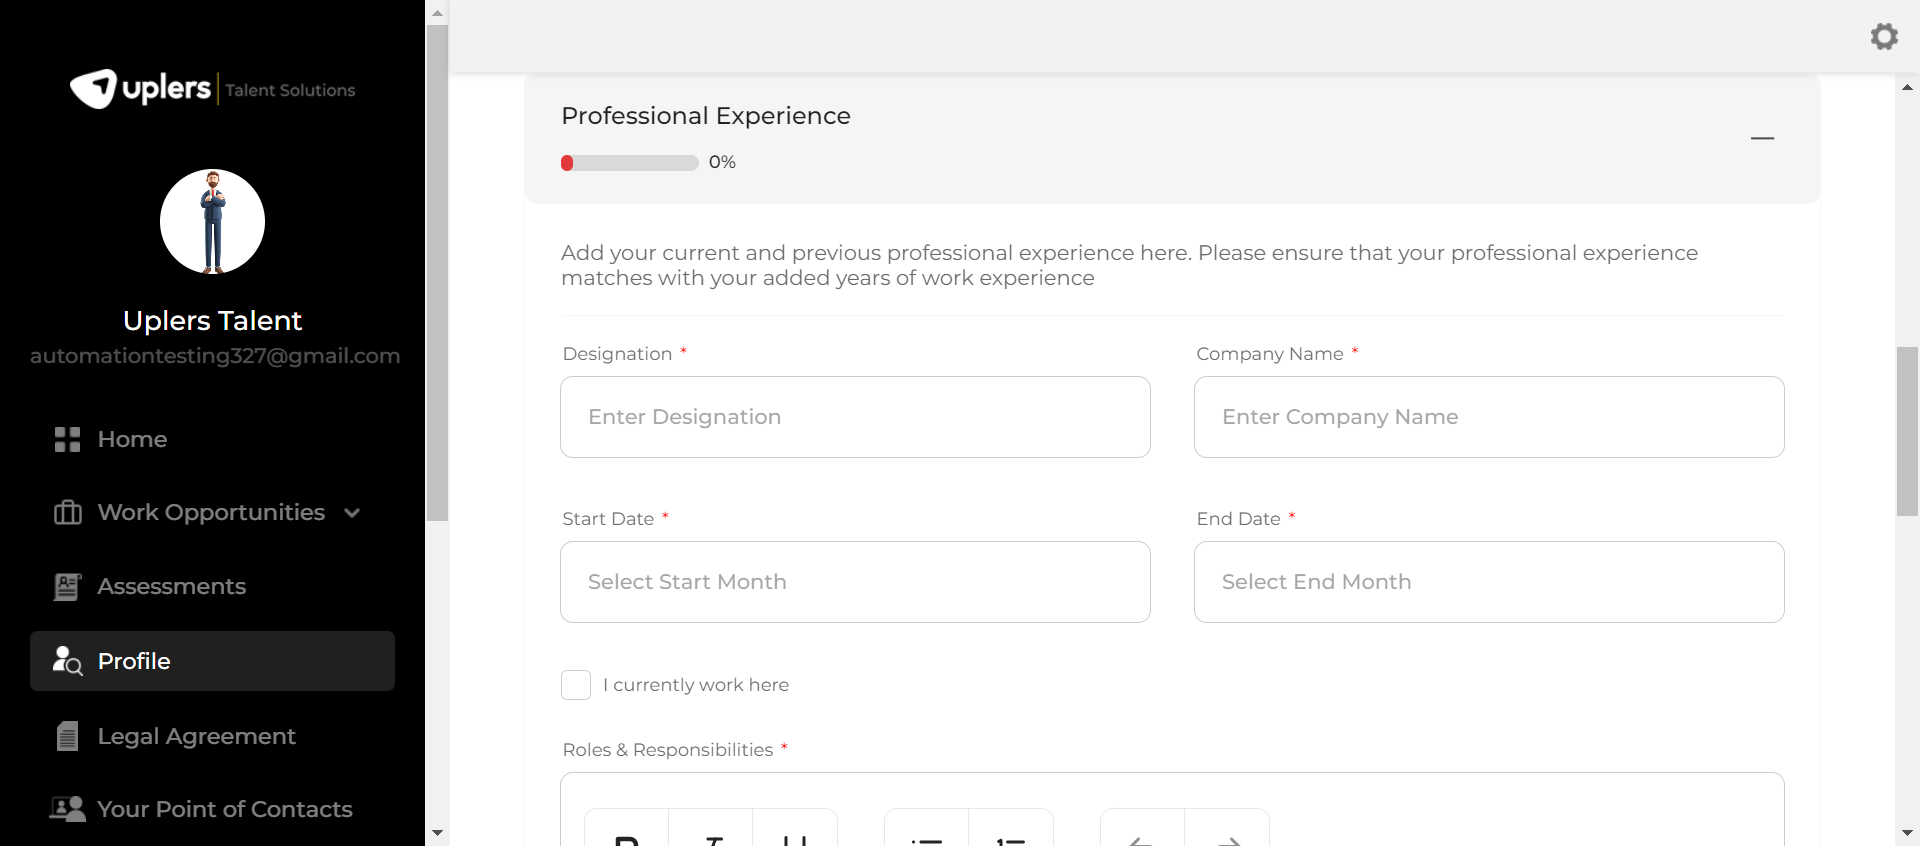 uplers | Talent Solutions
Uplers Talent
automationtesting327@gmail.com
Home
Work Opportunities
Assessments
Profile
Legal Agreement
Your Point of Contacts
Professional Experience
0%
Add your current and previous professional experience here. Please ensure that your professional experience
matches with your added years of work experience
Designation *
Company Name *
Enter Designation
Enter Company Name
Start Date *
End Date *
Select Start Month
Select End Month
I currently work here
Roles & Responsibilities *